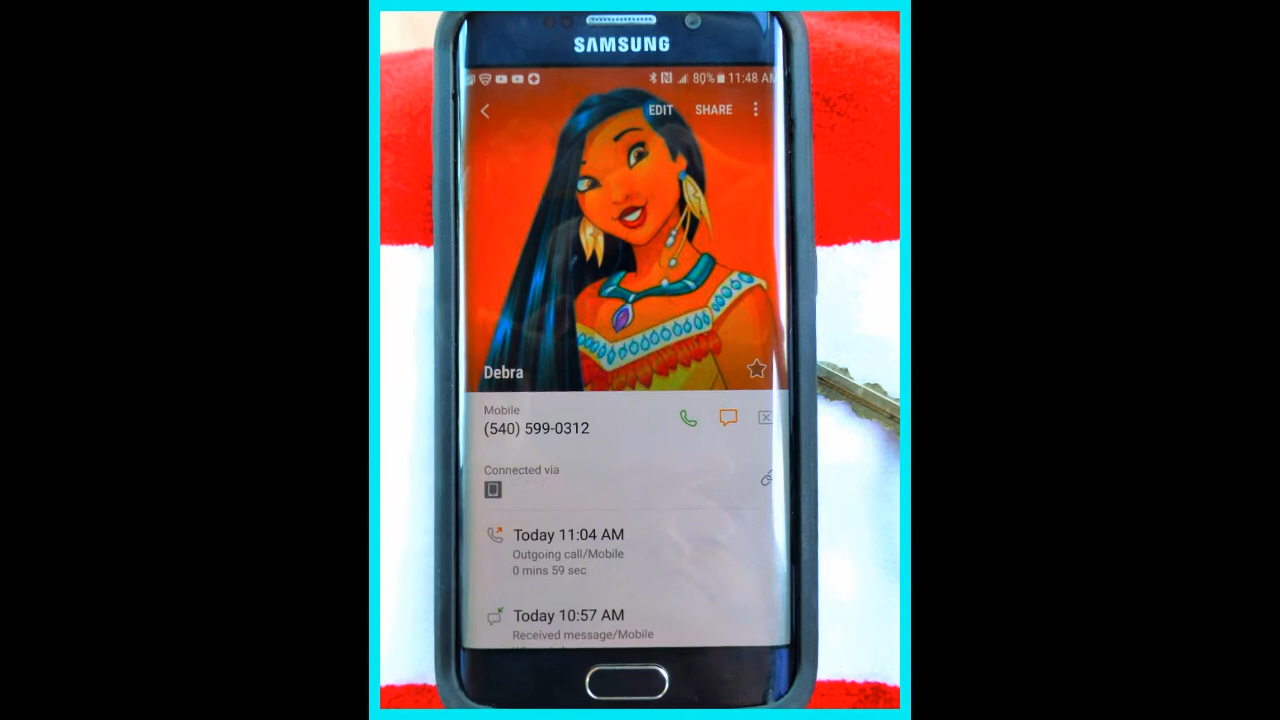 SAMSUNG
80% 11:48 AM
EDIT SHARE
Debra
Mobile
(540) 599-0312
Connected via
Today 11:04 AM
Outgoing call/Mobile
0 mins 59 sec
Today 10:57 AM
Received message/Mobile